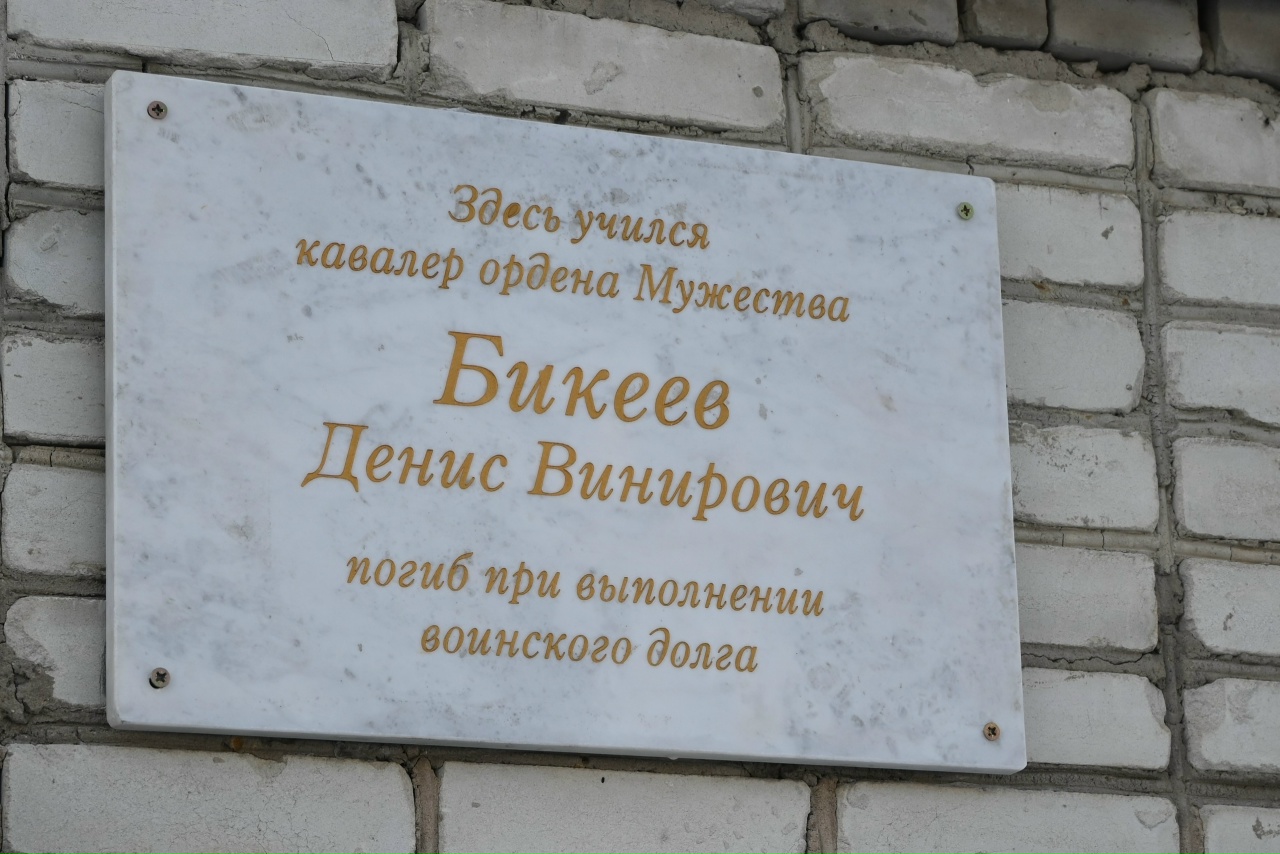 Здесь учился
кавалер ордена Мужества
Бикеев
Денис Винирович
погиб при выполнении
воинского долга